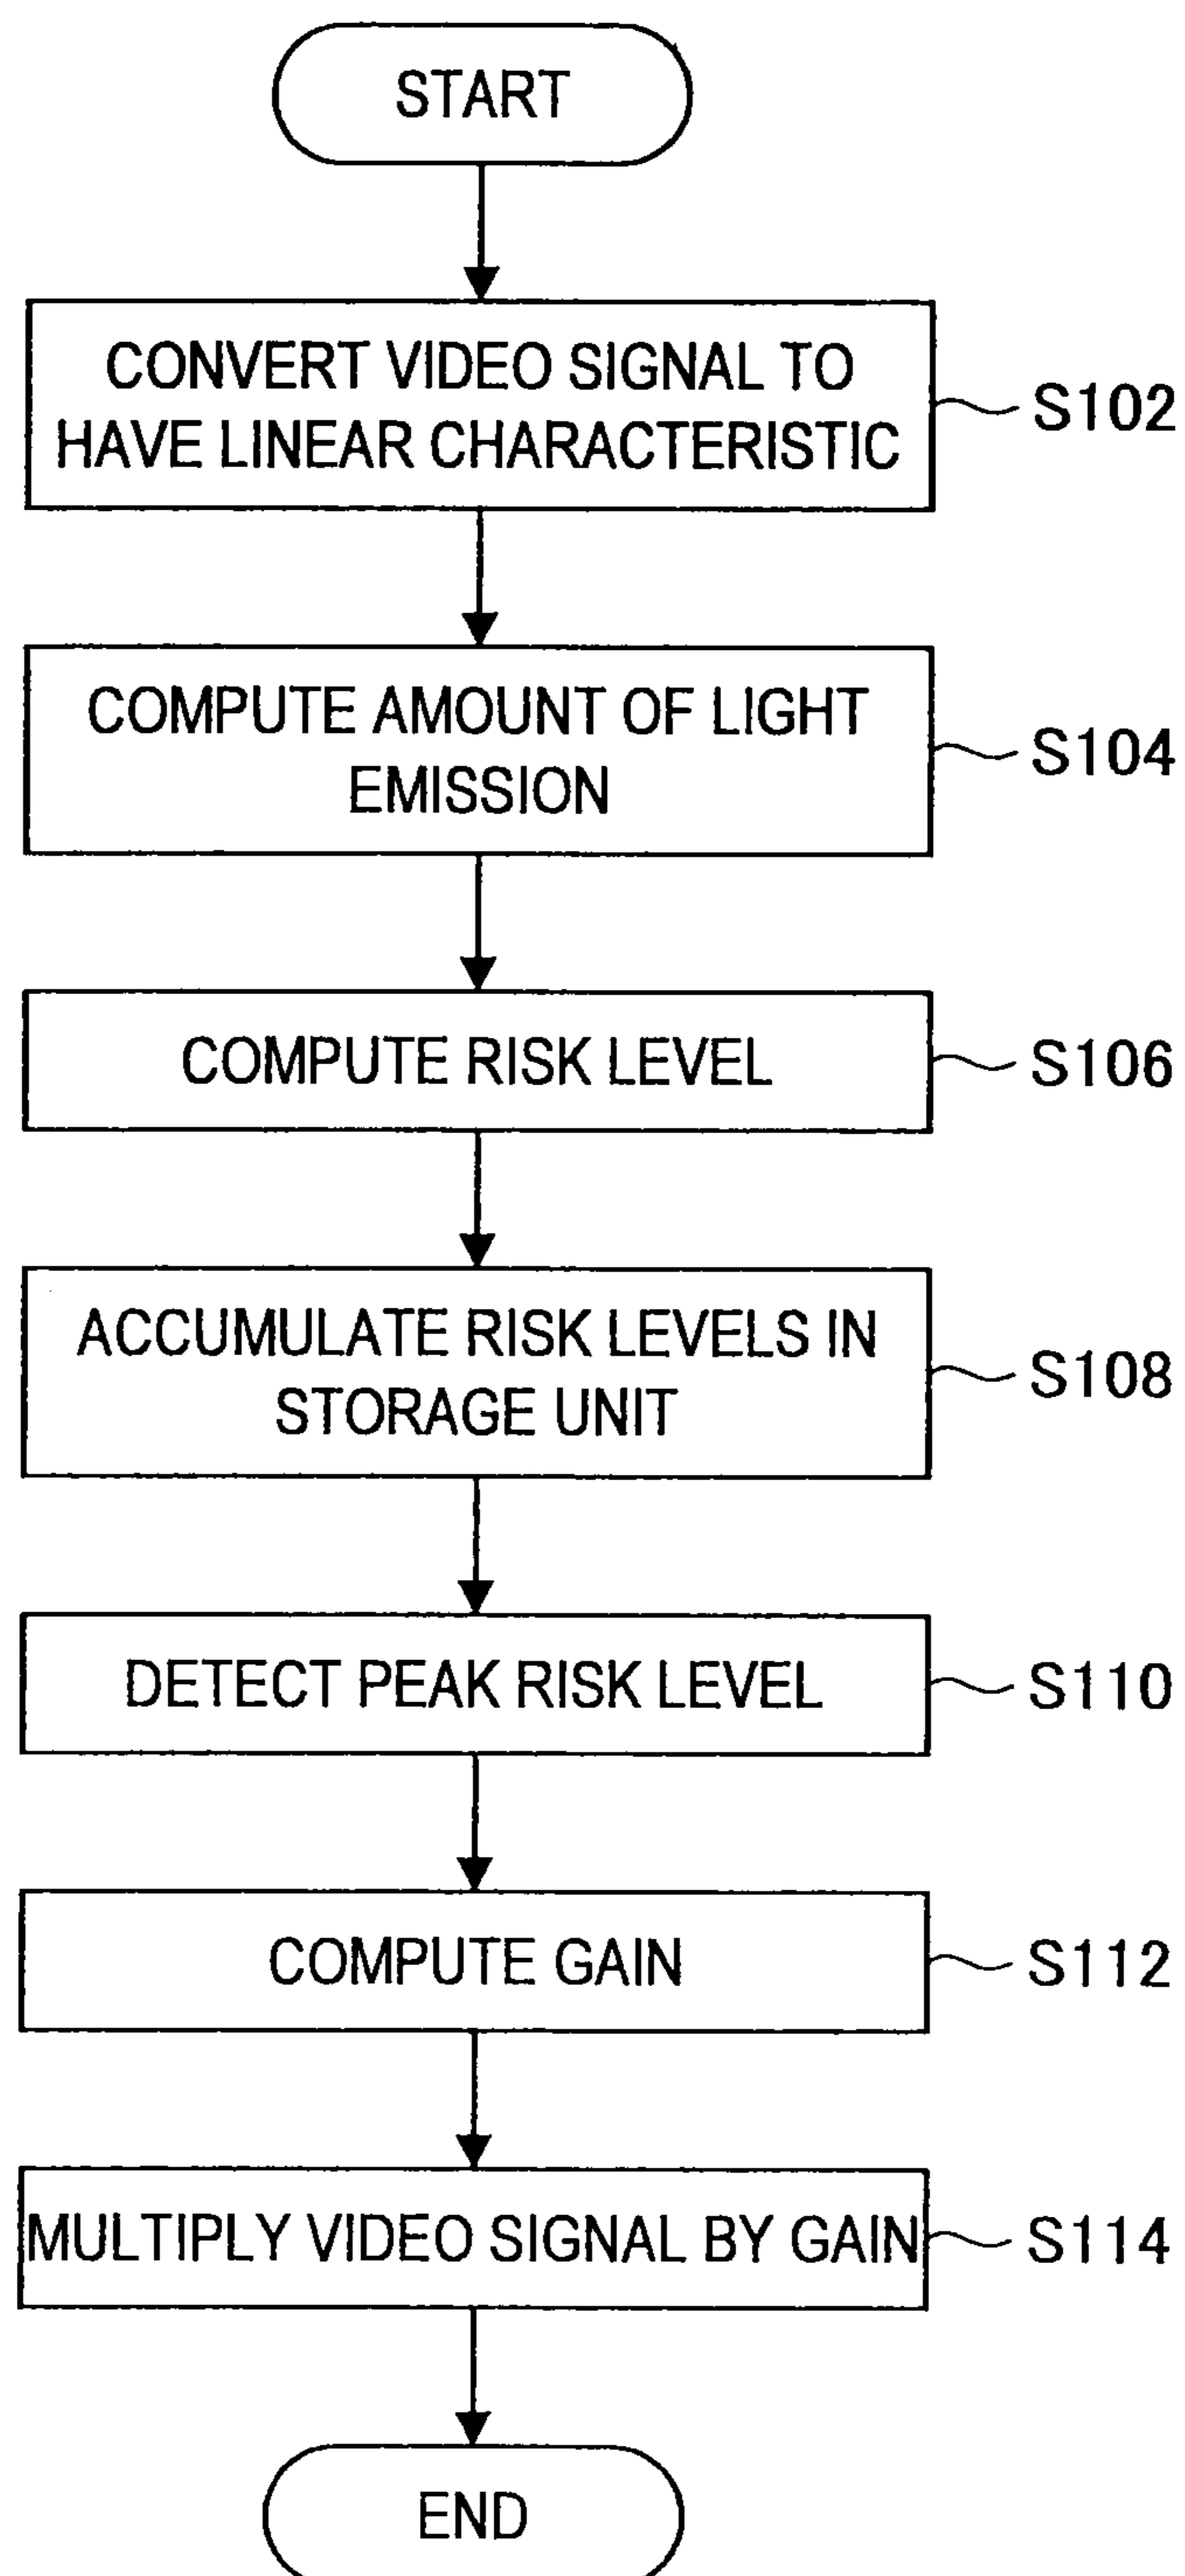 START
CONVERT VIDEO SIGNAL TO
HAVE LINEAR CHARACTERISTIC
S102
COMPUTE AMOUNT OF LIGHT
EMISSION
S104
COMPUTE RISK LEVEL
S106
ACCUMULATE RISK LEVELS IN
STORAGE UNIT
S108
DETECT PEAK RISK LEVEL
S110
COMPUTE GAIN
S112
MULTIPLY VIDEO SIGNAL BY GAIN
S114
END